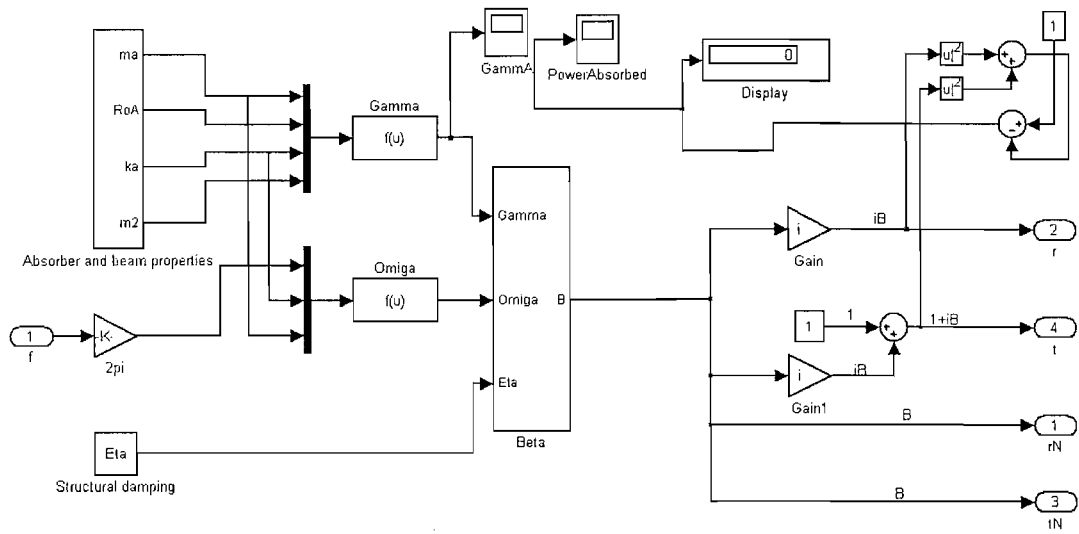 ma
RoA
ka
m2
Absorber and beam properties
Gamma
f(u)
GammA
PowerAbsorbed
0
Display
1
|u|²
|u|²
+
+
+
-
Gamma
Omiga
Eta
B
Beta
Omiga
f(u)
1
f
-K-
2pi
Eta
Structural damping
i
Gain
iB
2
r
1
1
+
+
1+iB
4
t
i
Gain1
iB
B
1
rN
B
3
tN